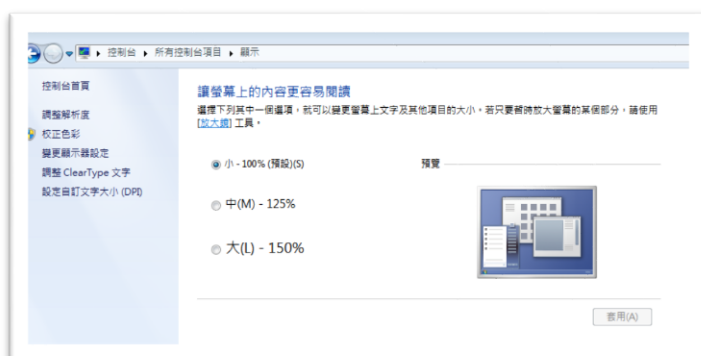 控制台 ▸ 所有控制台項目 ▸ 顯示
控制台首頁
調整解析度
校正色彩
變更顯示器設定
調整 ClearType 文字
設定自訂文字大小 (DPI)
讓螢幕上的內容更容易閱讀
選擇下列其中一個選項，就可以變更螢幕上文字及其他項目的大小。若只要暫時放大螢幕的某個部分，請使用
[放大鏡] 工具。
小 - 100% (預設)(S)
預覽
中(M) - 125%
大(L) - 150%
套用(A)